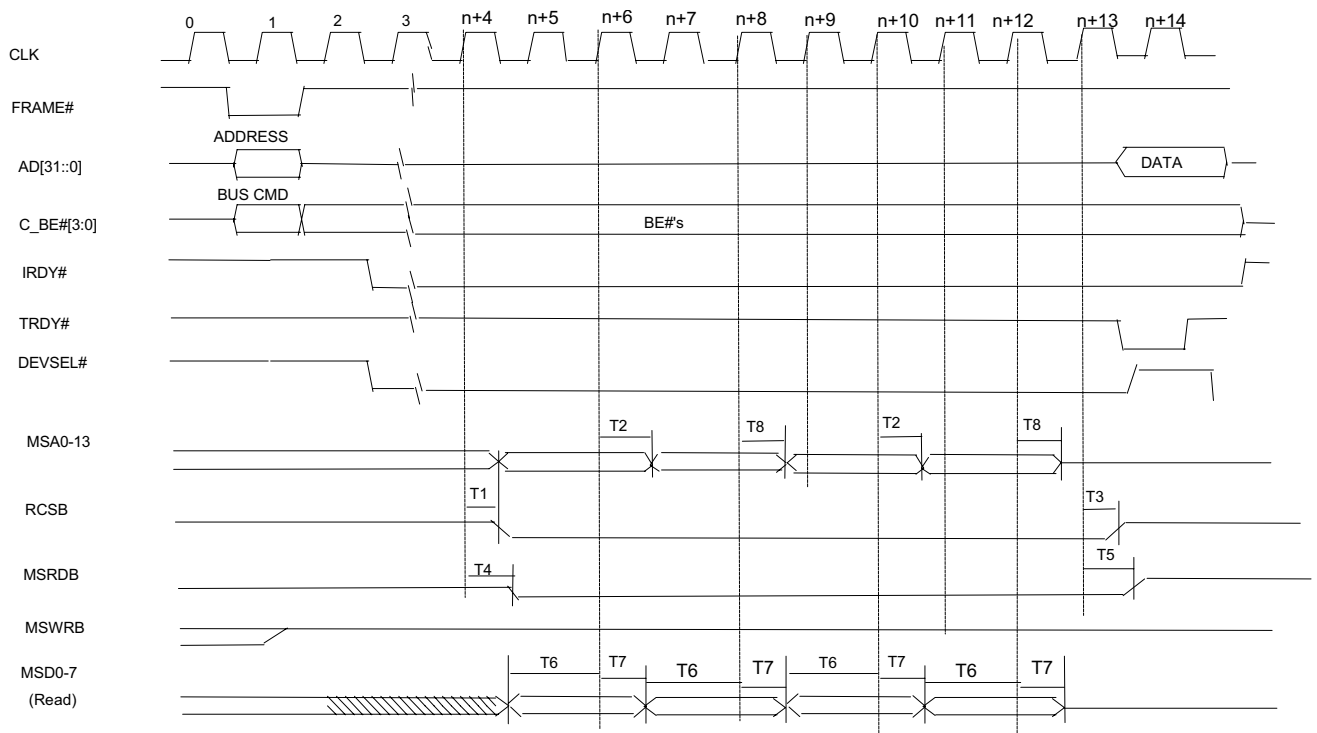 0 1 2 3 n+4 n+5 n+6 n+7 n+8 n+9 n+10 n+11 n+12 n+13 n+14
CLK
FRAME#
ADDRESS
AD[31::0] DATA
BUS CMD
C_BE#[3:0] BE#'s
IRDY#
TRDY#
DEVSEL#
T2 T8 T2 T8
MSA0-13
T1 T3
RCSB
T4 T5
MSRDB
MSWRB
T6 T7 T6 T7 T6 T7 T6 T7
MSD0-7
(Read)